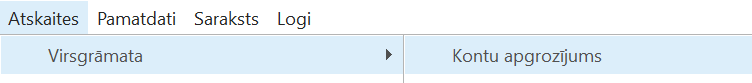 Atskaites Pamatdati Saraksts Logi
Virsgrāmata Kontu apgrozījums